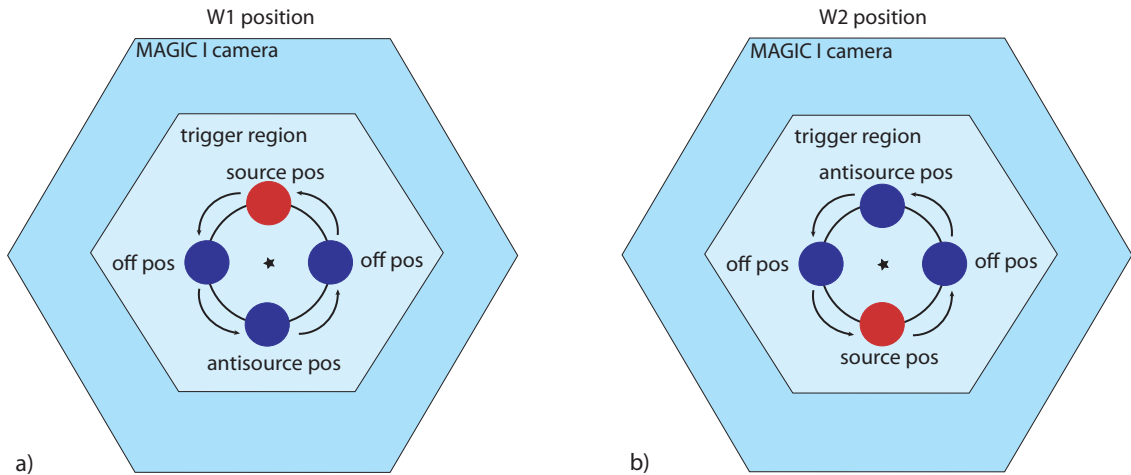 W1 position
MAGIC I camera
trigger region
source pos
off pos
off pos
antisource pos
a)
W2 position
MAGIC I camera
trigger region
antisource pos
off pos
off pos
source pos
b)